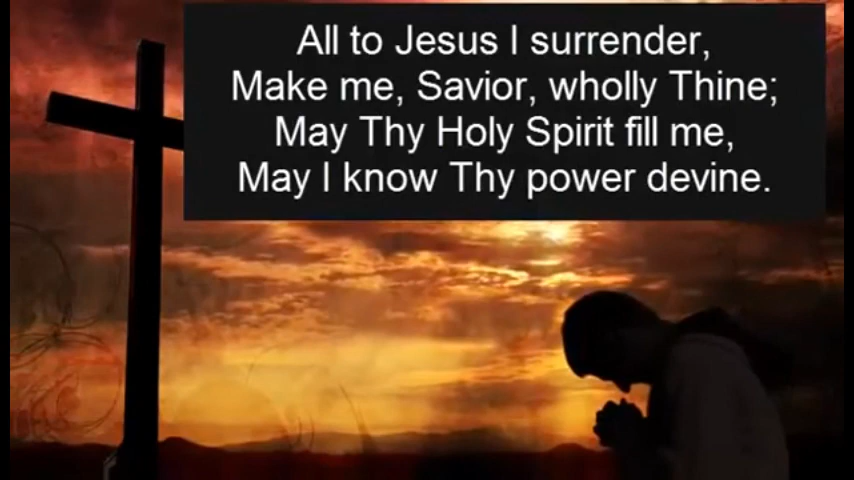 All to Jesus I surrender,
Make me, Savior, wholly Thine;
May Thy Holy Spirit fill me,
May I know Thy power devine.